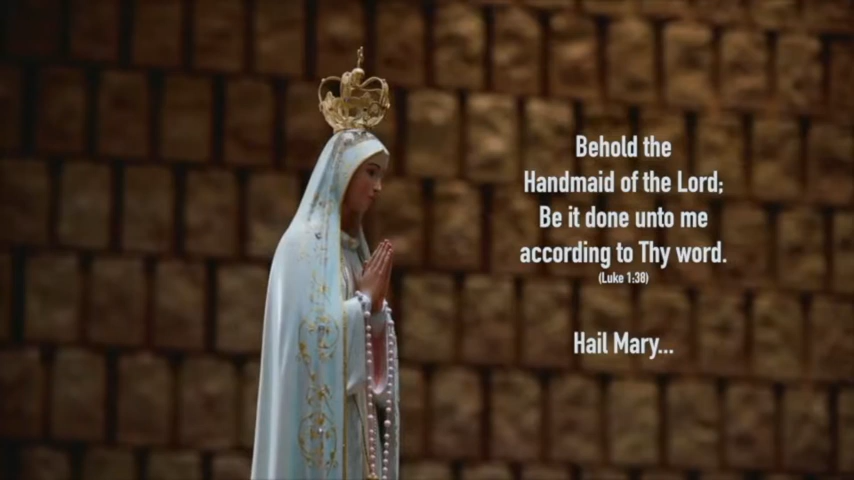 Behold the
Handmaid of the Lord;
Be it done unto me
according to Thy word.
(Luke 1:38)
Hail Mary...